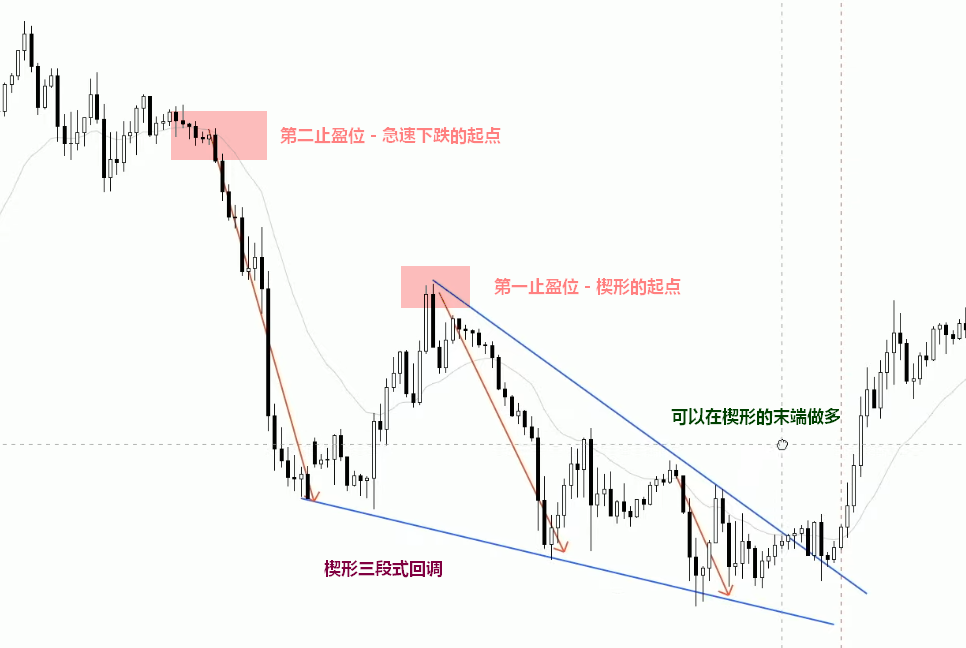 第二止盈位 - 急速下跌的起点
第一止盈位 - 楔形的起点
可以在楔形的末端做多
楔形三段式回调